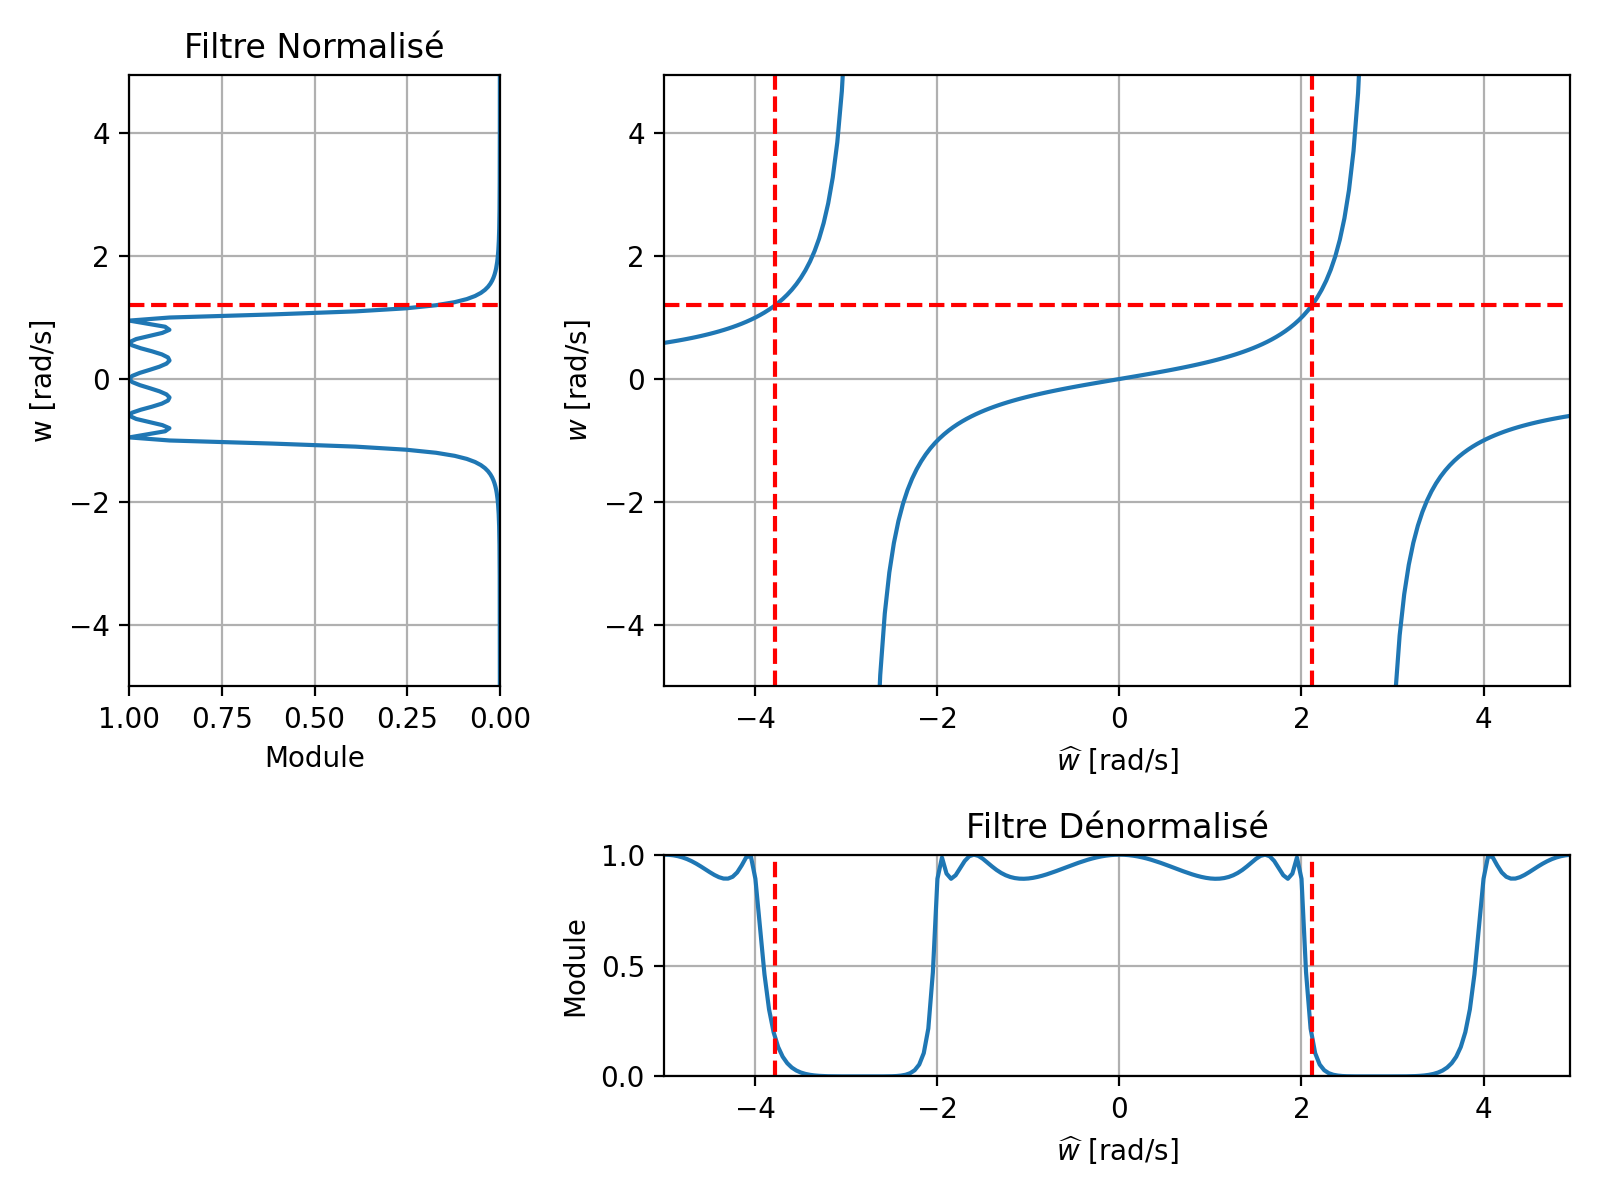 Filtre Normalisé
4
2
0
−2
−4
w [rad/s]
1.00 0.75 0.50 0.25 0.00
Module
4
2
0
−2
−4
w [rad/s]
−4 −2 0 2 4
ŵ [rad/s]
Filtre Dénormalisé
1.0
0.5
0.0
Module
−4 −2 0 2 4
ŵ [rad/s]